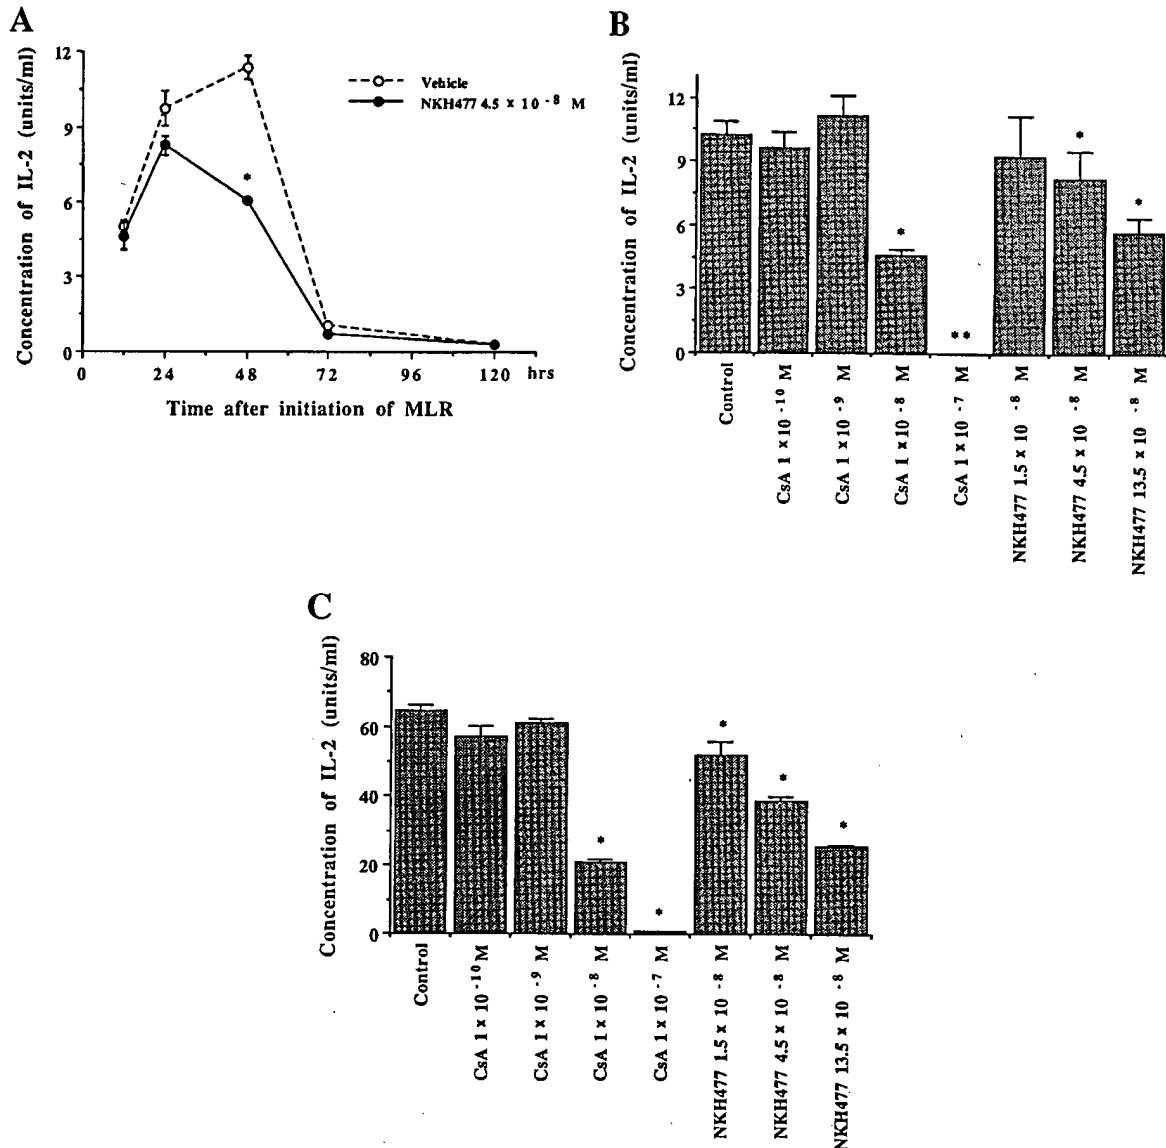 A
Concentration of IL-2 (units/ml)
12
9
6
3
0
Vehicle
NKH477 4.5 x 10 -8 M
*
0 24 48 72 96 120 hrs
Time after initiation of MLR
B
Concentration of IL-2 (units/ml)
12
9
6
3
0
*
**
*
*
Control
CsA 1 x 10 -10 M
CsA 1 x 10 -9 M
CsA 1 x 10 -8 M
CsA 1 x 10 -7 M
NKH477 1.5 x 10 -8 M
NKH477 4.5 x 10 -8 M
NKH477 13.5 x 10 -8 M
C
Concentration of IL-2 (units/ml)
80
60
40
20
0
*
*
*
*
*
Control
CsA 1 x 10 -10 M
CsA 1 x 10 -9 M
CsA 1 x 10 -8 M
CsA 1 x 10 -7 M
NKH477 1.5 x 10 -8 M
NKH477 4.5 x 10 -8 M
NKH477 13.5 x 10 -8 M